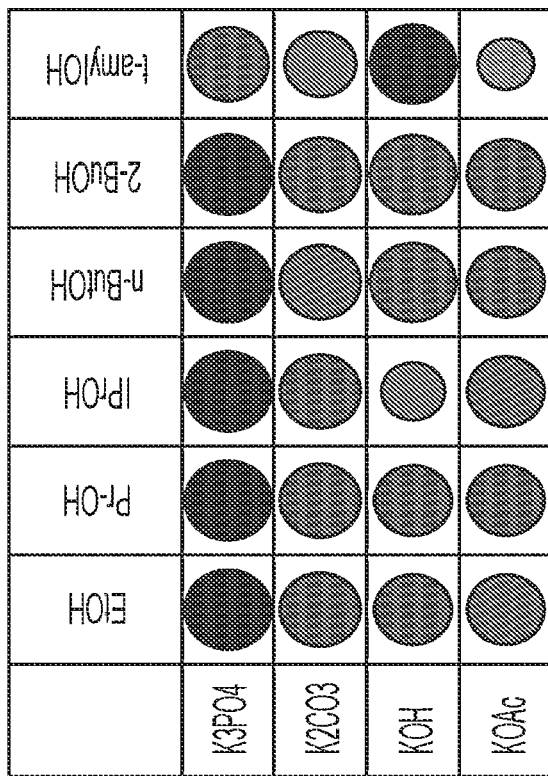 t-amylOH
2-BuOH
n-ButOH
IPrOH
Pr-OH
EtOH
K3PO4
K2CO3
KOH
KOAc